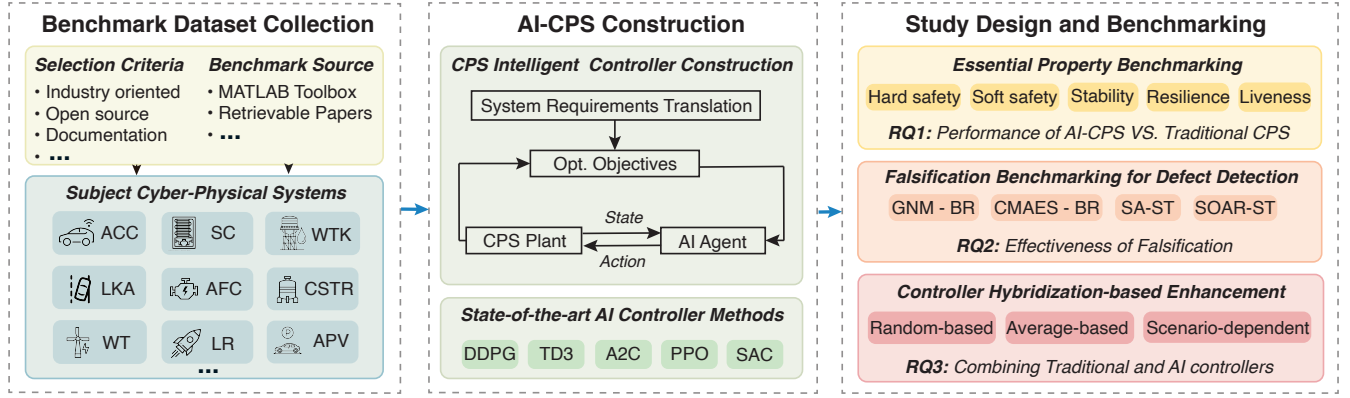 Benchmark Dataset Collection
Selection Criteria
• Industry oriented
• Open source
• Documentation
• ...
Benchmark Source
• MATLAB Toolbox
• Retrievable Papers
• ...
Subject Cyber-Physical Systems
ACC
SC
WTK
LKA
AFC
CSTR
WT
LR
P
APV
...
AI-CPS Construction
CPS Intelligent Controller Construction
System Requirements Translation
Opt. Objectives
State
CPS Plant
AI Agent
Action
State-of-the-art AI Controller Methods
DDPG
TD3
A2C
PPO
SAC
Study Design and Benchmarking
Essential Property Benchmarking
Hard safety
Soft safety
Stability
Resilience
Liveness
RQ1: Performance of AI-CPS VS. Traditional CPS
Falsification Benchmarking for Defect Detection
GNM - BR
CMAES - BR
SA-ST
SOAR-ST
RQ2: Effectiveness of Falsification
Controller Hybridization-based Enhancement
Random-based
Average-based
Scenario-dependent
RQ3: Combining Traditional and AI controllers